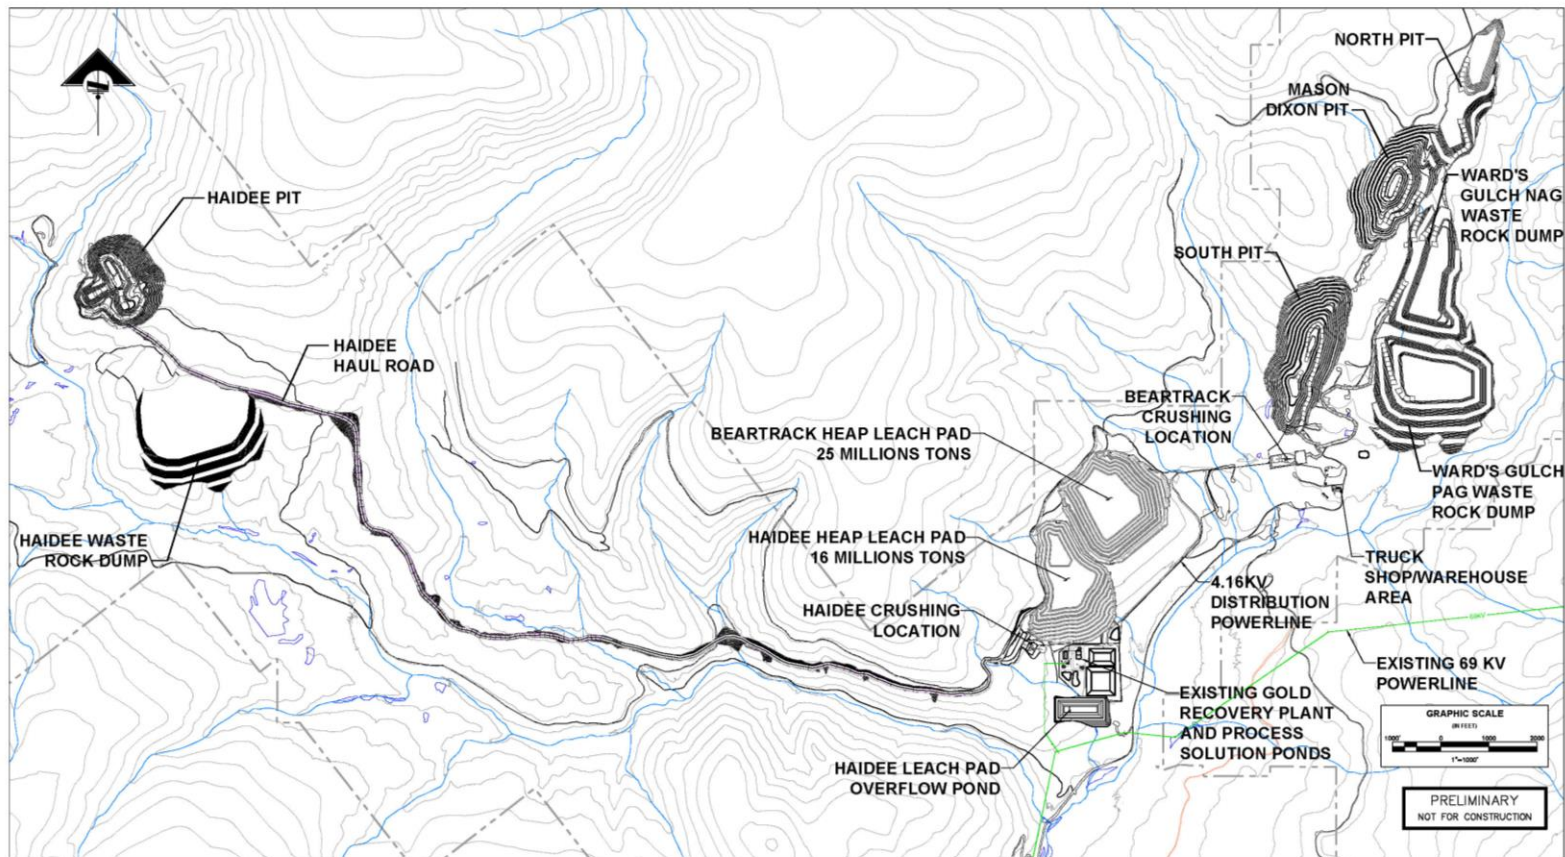 NORTH PIT
MASON
DIXON PIT
WARD'S
GULCH NAG
WASTE
ROCK DUMP
HAIDEE PIT
SOUTH PIT
HAIDEE
HAUL ROAD
BEARTRACK
CRUSHING
LOCATION
BEARTRACK HEAP LEACH PAD
25 MILLIONS TONS
WARD'S GULCH
PAG WASTE
ROCK DUMP
HAIDEE WASTE
ROCK DUMP
HAIDEE HEAP LEACH PAD
16 MILLIONS TONS
TRUCK
SHOP/WAREHOUSE
AREA
4.16KV
DISTRIBUTION
POWERLINE
HAIDEE CRUSHING
LOCATION
EXISTING 69 KV
POWERLINE
EXISTING GOLD
RECOVERY PLANT
AND PROCESS
SOLUTION PONDS
HAIDEE LEACH PAD
OVERFLOW POND
GRAPHIC SCALE
(IN FEET)
1000' 0 1000 2000
1"=1000'
PRELIMINARY
NOT FOR CONSTRUCTION